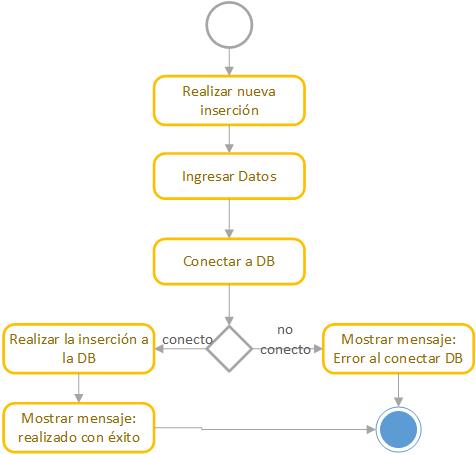 Realizar nueva
inserción
Ingresar Datos
Conectar a DB
conecto
no
conecto
Realizar la inserción a
la DB
Mostrar mensaje:
Error al conectar DB
Mostrar mensaje:
realizado con éxito